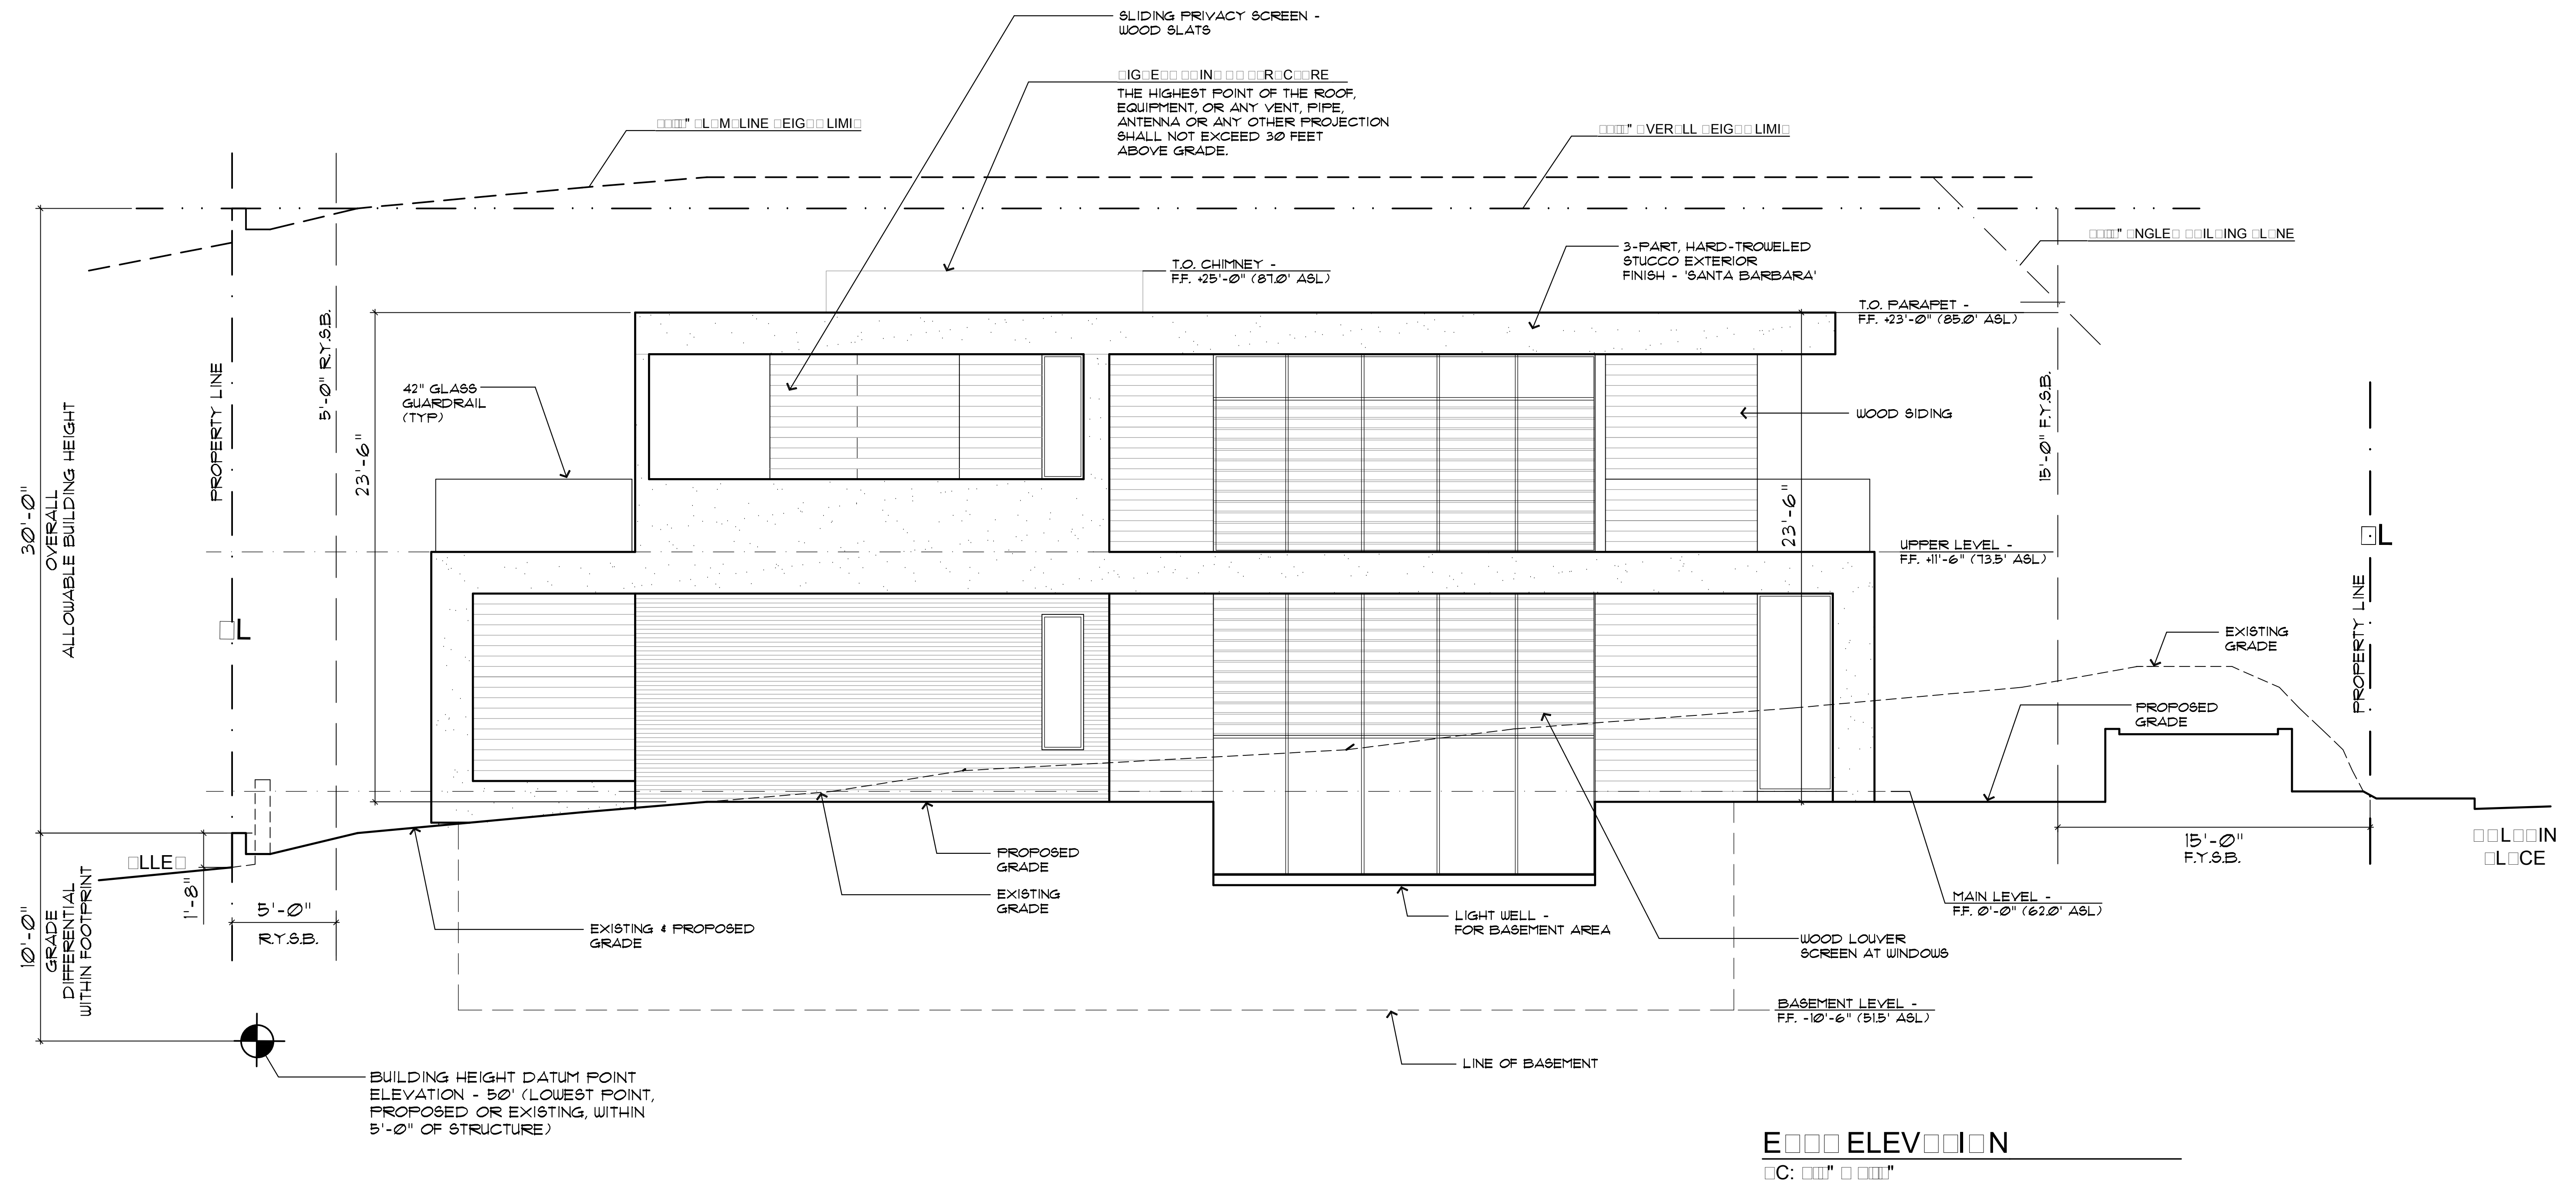 SLIDING PRIVACY SCREEN -
WOOD SLATS
THE HIGHEST POINT OF THE ROOF,
EQUIPMENT, OR ANY VENT, PIPE,
ANTENNA OR ANY OTHER PROJECTION
SHALL NOT EXCEED 30 FEET
ABOVE GRADE.
T.O. CHIMNEY -
F.F. +25'-0" (87.0' ASL)
3-PART, HARD-TROWELED
STUCCO EXTERIOR
FINISH - 'SANTA BARBARA'
T.O. PARAPET -
F.F. +23'-0" (85.0' ASL)
30'-0"
OVERALL
ALLOWABLE BUILDING HEIGHT
PROPERTY LINE
5'-0" R.Y.S.B.
23'-6"
42" GLASS
GUARDRAIL
(TYP)
WOOD SIDING
15'-0" F.Y.S.B.
23'-6"
UPPER LEVEL -
F.F. +11'-6" (73.5' ASL)
PROPERTY LINE
EXISTING
GRADE
PROPOSED
GRADE
10'-0"
GRADE
DIFFERENTIAL
WITHIN FOOTPRINT
1'-8"
5'-0"
R.Y.S.B.
EXISTING & PROPOSED
GRADE
PROPOSED
GRADE
EXISTING
GRADE
LIGHT WELL -
FOR BASEMENT AREA
WOOD LOUVER
SCREEN AT WINDOWS
MAIN LEVEL -
F.F. 0'-0" (62.0' ASL)
15'-0"
F.Y.S.B.
BASEMENT LEVEL -
F.F. -10'-6" (51.5' ASL)
LINE OF BASEMENT
BUILDING HEIGHT DATUM POINT
ELEVATION - 50' (LOWEST POINT,
PROPOSED OR EXISTING, WITHIN
5'-0" OF STRUCTURE)